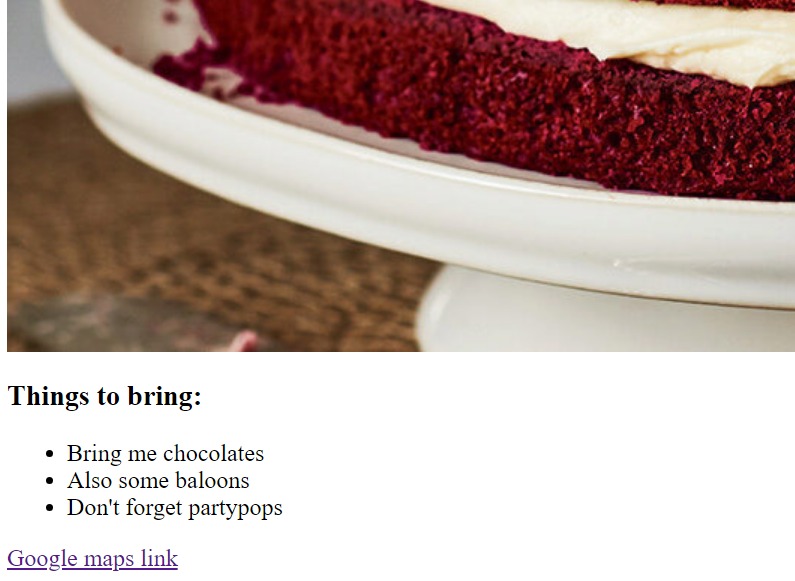 Things to bring:
Bring me chocolates
Also some baloons
Don't forget partypops
Google maps link